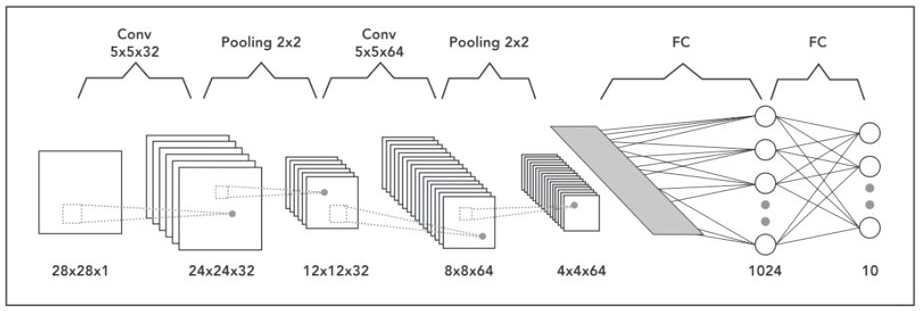 Conv
5x5x32
Pooling 2x2
Conv
5x5x64
Pooling 2x2
FC
FC
28x28x1
24x24x32
12x12x32
8x8x64
4x4x64
1024
10